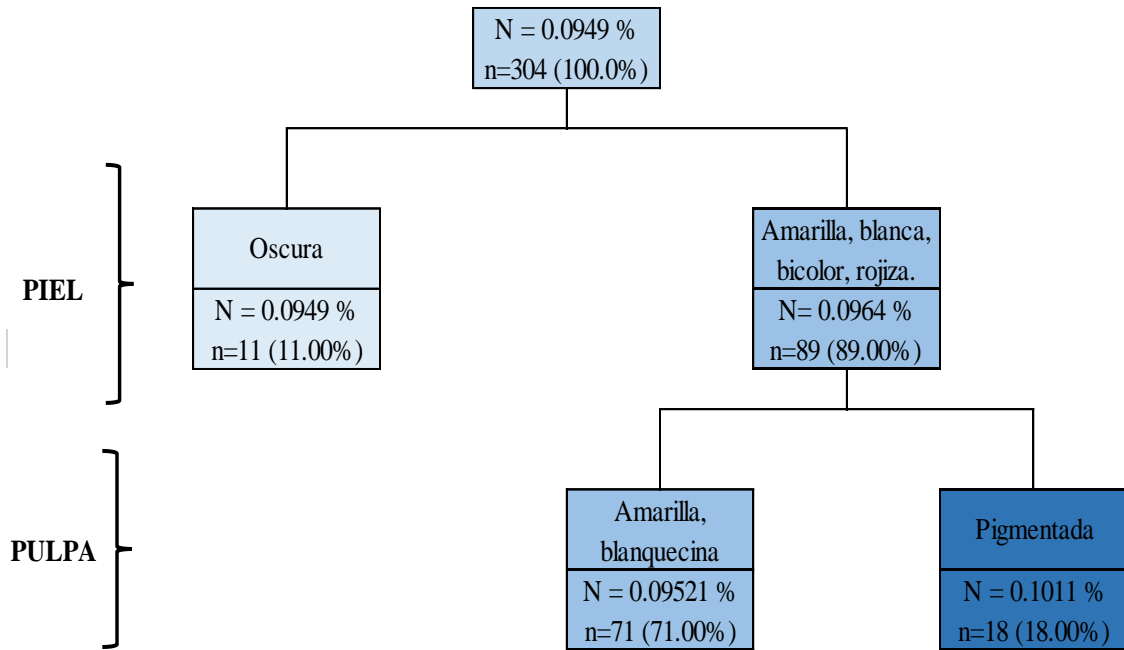 N = 0.0949 %
n=304 (100.0%)
PIEL
Oscura
N = 0.0949 %
n=11 (11.00%)
Amarilla, blanca,
bicolor, rojiza.
N= 0.0964 %
n=89 (89.00%)
PULPA
Amarilla,
blanquecina
N = 0.09521 %
n=71 (71.00%)
Pigmentada
N = 0.1011 %
n=18 (18.00%)